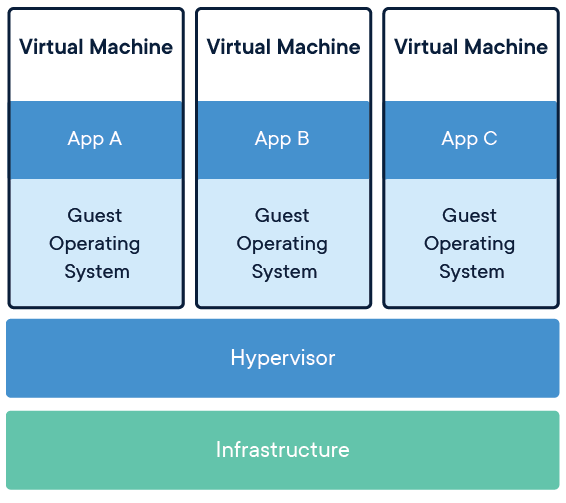 Virtual Machine
Virtual Machine
Virtual Machine
App A
App B
App C
Guest
Operating
System
Guest
Operating
System
Guest
Operating
System
Hypervisor
Infrastructure